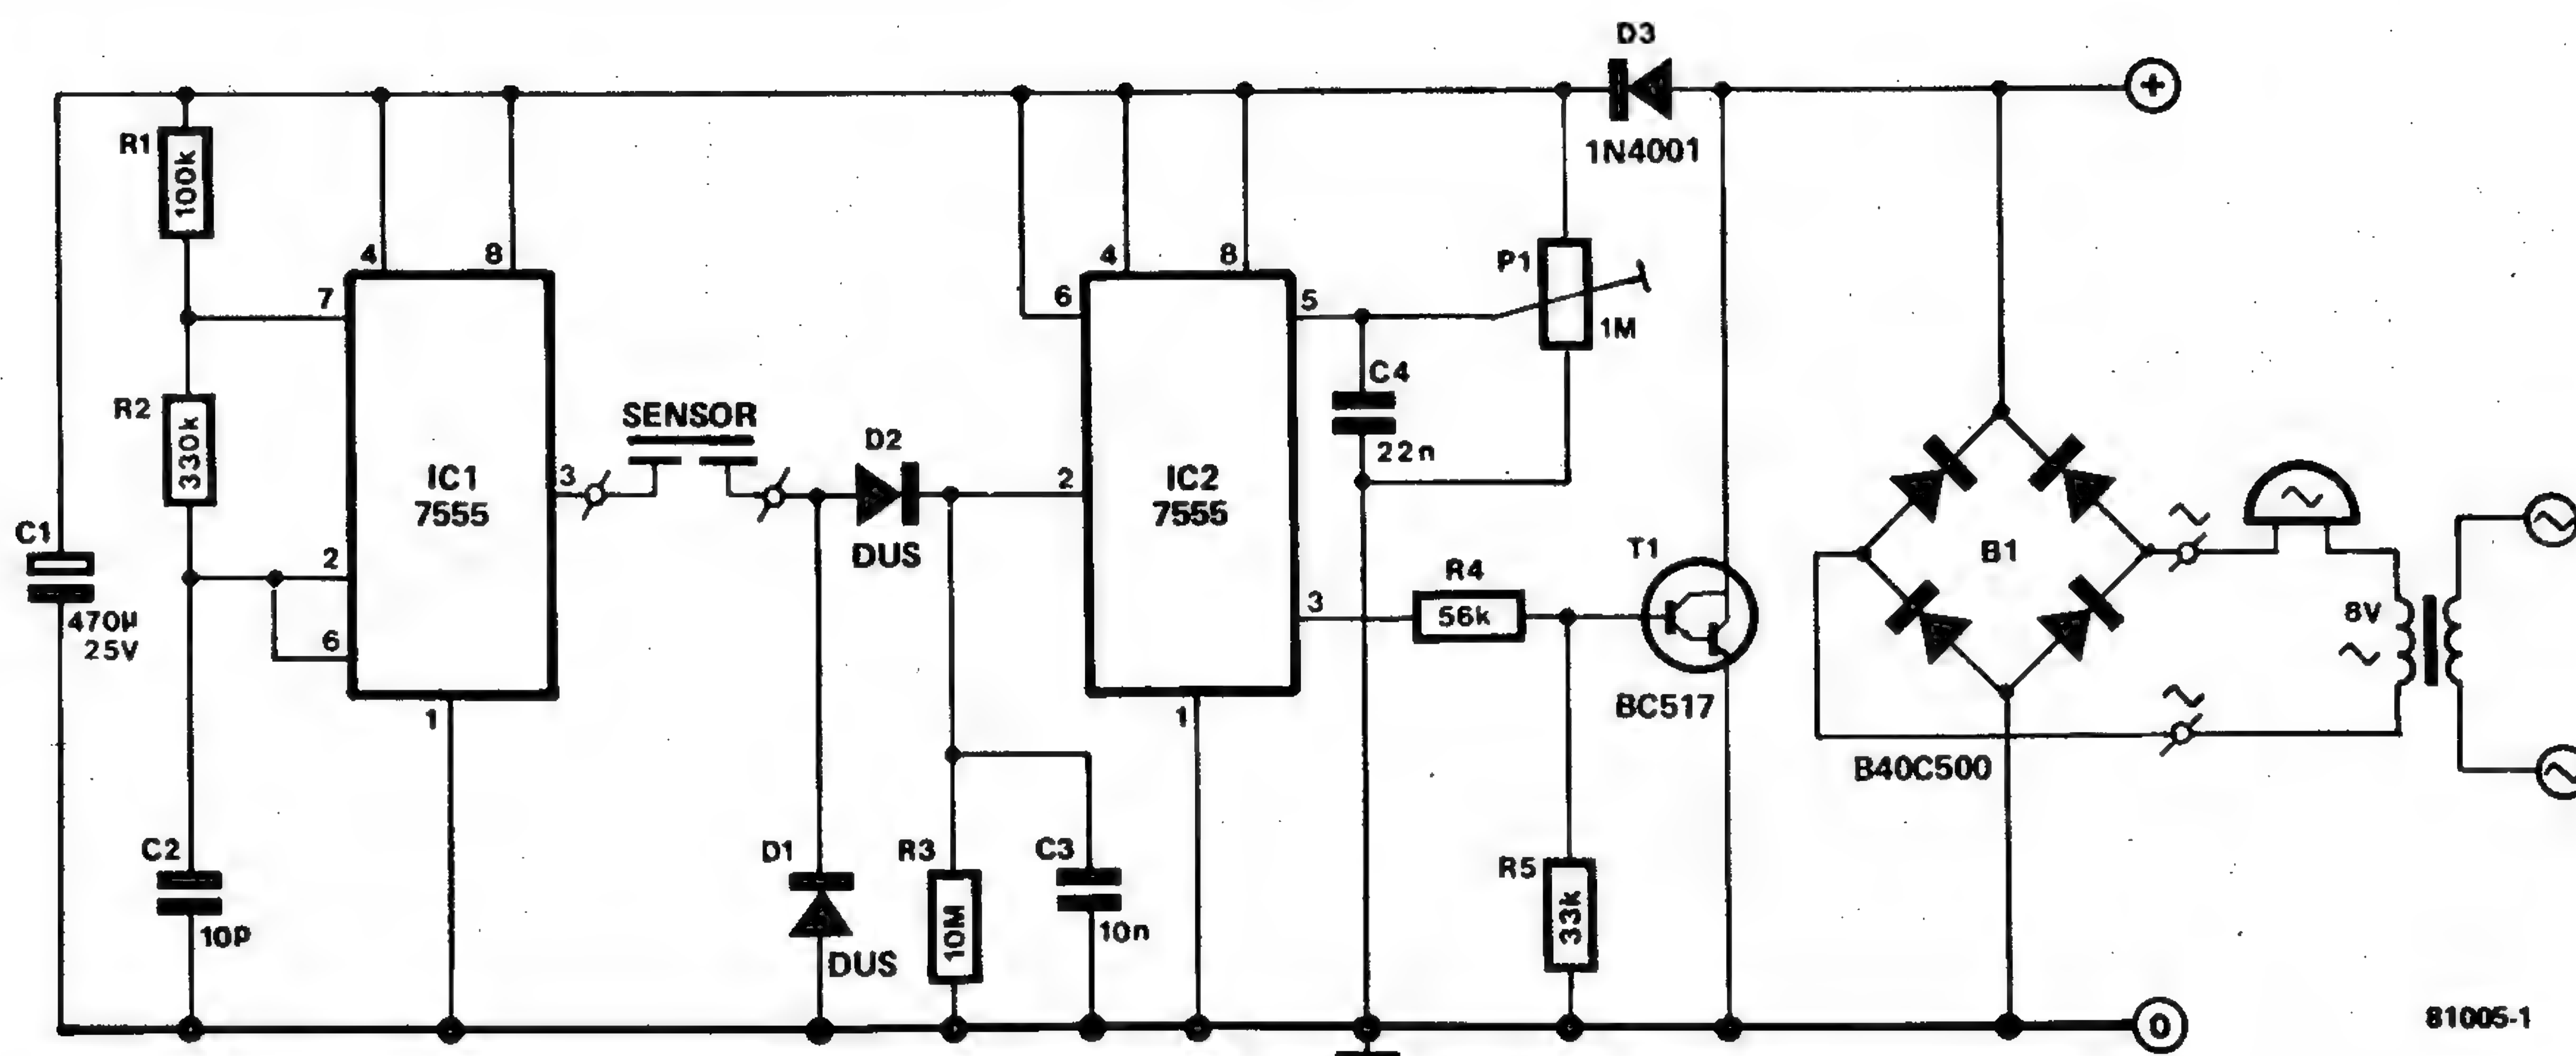 D3
+
1N4001
R1
100k
4
8
7
R2
330k
IC1
7555
3
SENSOR
D2
DUS
2
6
1
C1
470µ
25V
C2
10p
D1
DUS
R3
10M
C3
10n
4
8
6
5
2
IC2
7555
3
1
P1
1M
C4
22n
R4
56k
T1
BC517
R5
33k
B1
B40C500
~
~
~
8V
~
~
~
0
81005-1